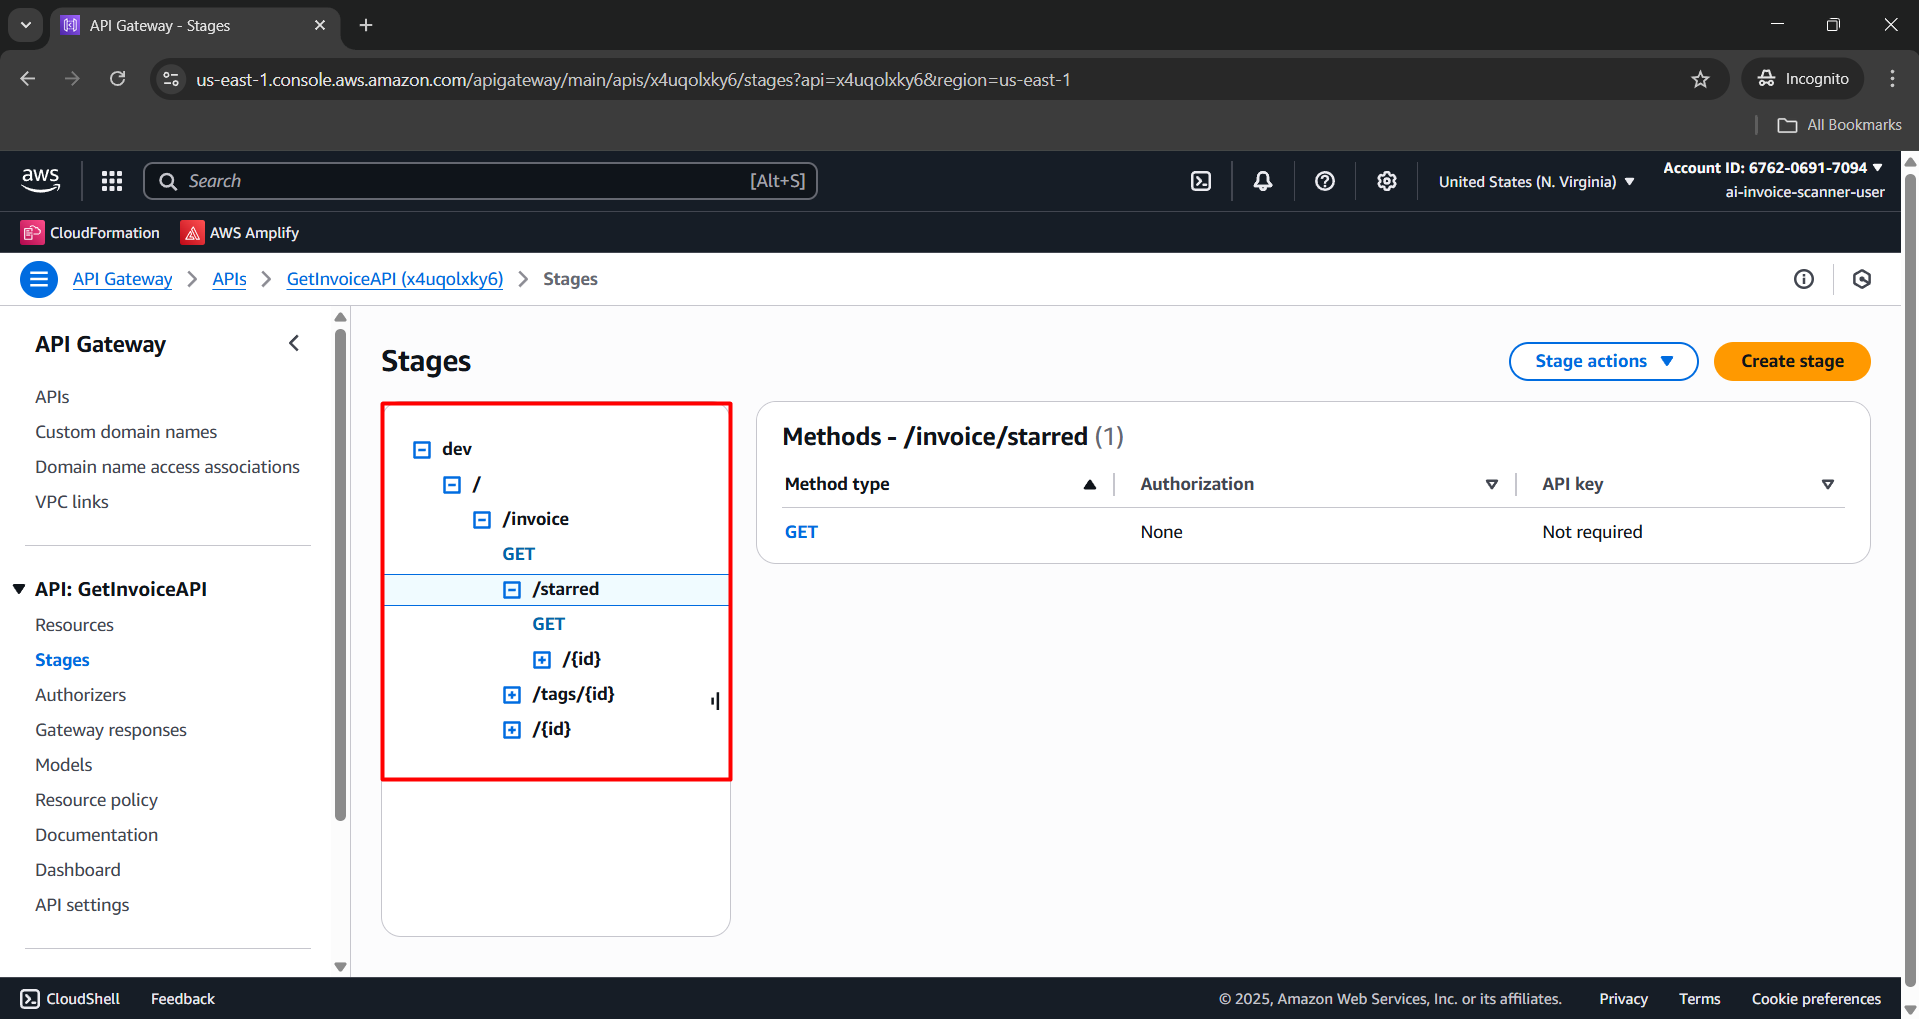 API Gateway - Stages
us-east-1.console.aws.amazon.com/apigateway/main/apis/x4uqolxky6/stages?api=x4uqolxky6&region=us-east-1
Incognito
All Bookmarks
aws
Search
[Alt+S]
United States (N. Virginia)
Account ID: 6762-0691-7094
ai-invoice-scanner-user
CloudFormation
AWS Amplify
API Gateway
APIs
GetInvoiceAPI (x4uqolxky6)
Stages
API Gateway
APIs
Custom domain names
Domain name access associations
VPC links
API: GetInvoiceAPI
Resources
Stages
Authorizers
Gateway responses
Models
Resource policy
Documentation
Dashboard
API settings
Stages
Stage actions
Create stage
dev
/
/invoice
GET
/starred
GET
/{id}
/tags/{id}
/{id}
Methods - /invoice/starred (1)
Method type
Authorization
API key
GET
None
Not required
CloudShell
Feedback
© 2025, Amazon Web Services, Inc. or its affiliates.
Privacy
Terms
Cookie preferences